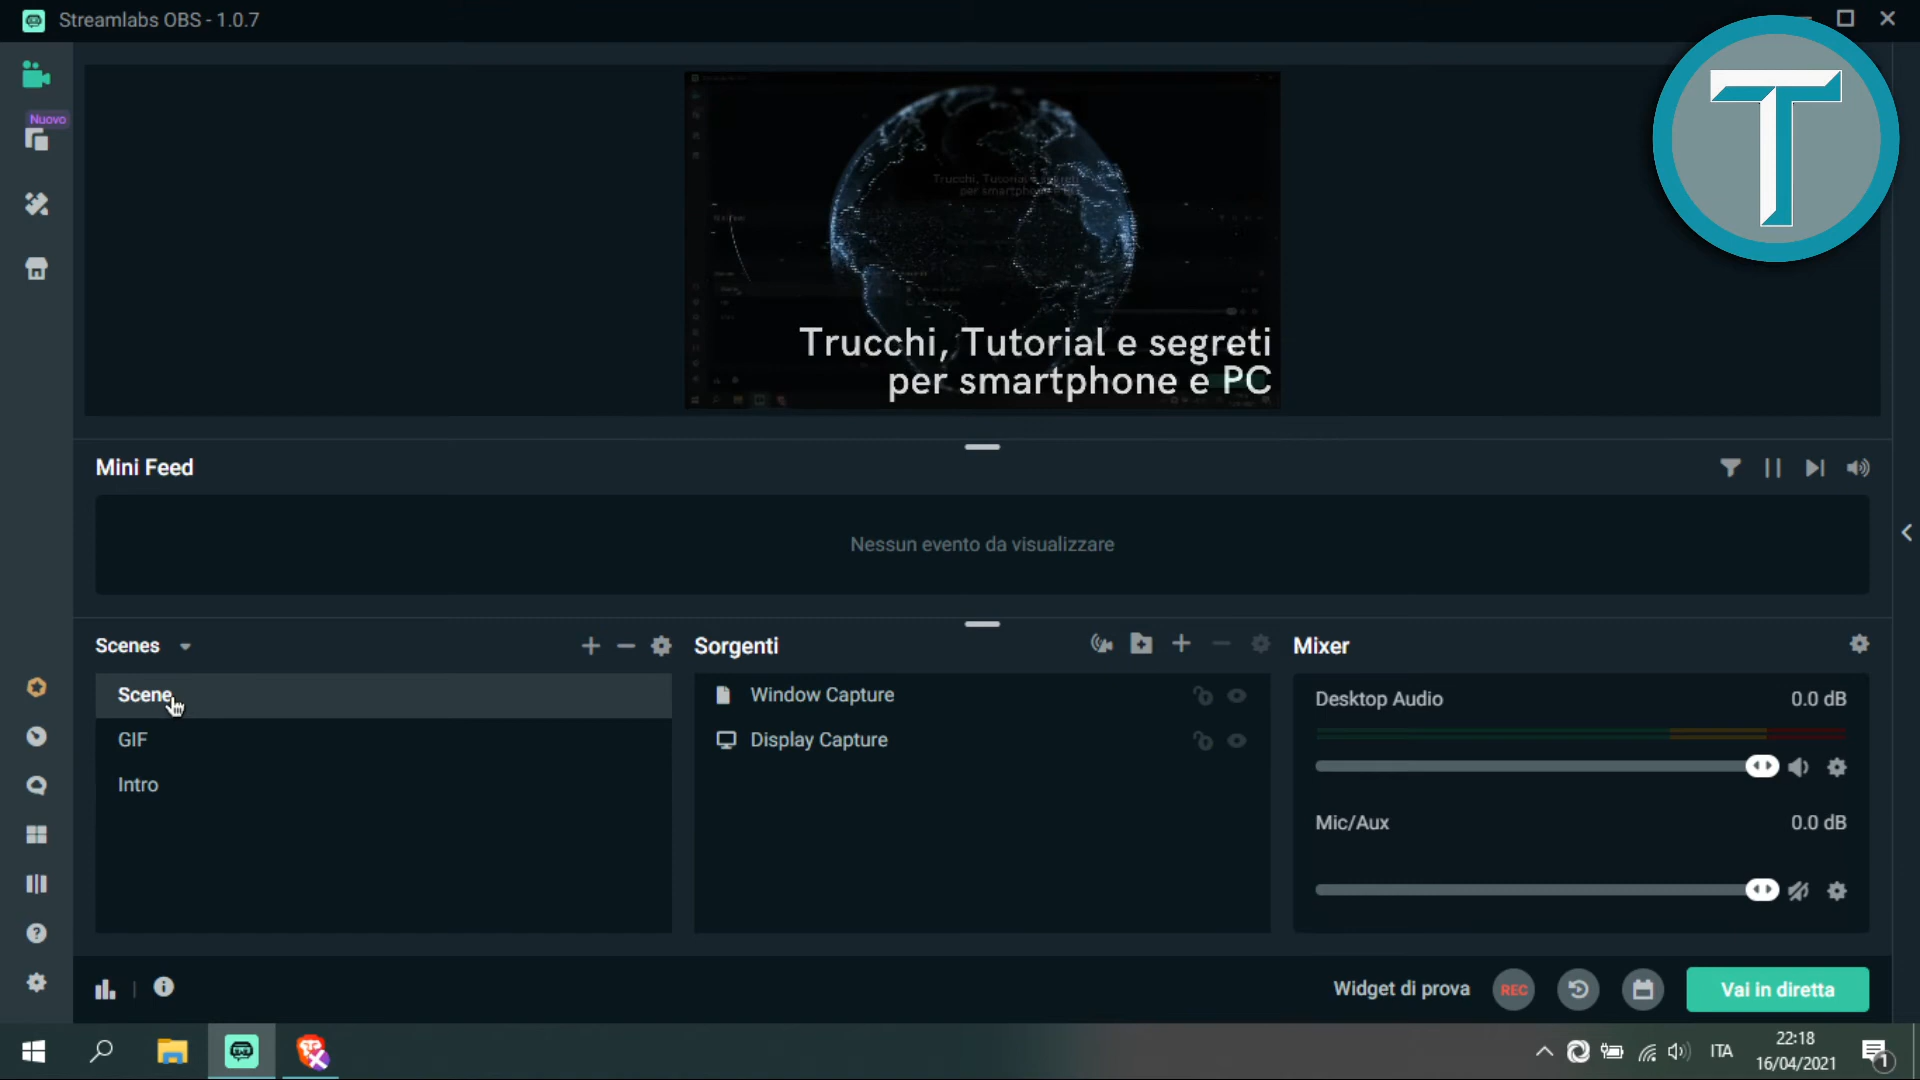 Streamlabs OBS - 1.0.7
Nuovo
T
Trucchi, Tutorial e segreti
per smartphone e PC
Mini Feed
Nessun evento da visualizzare
Scenes
Sorgenti
Mixer
Scene
GIF
Intro
Window Capture
Display Capture
Desktop Audio
0.0 dB
Mic/Aux
0.0 dB
Widget di prova
REC
Vai in diretta
ITA
22:18
16/04/2021
1